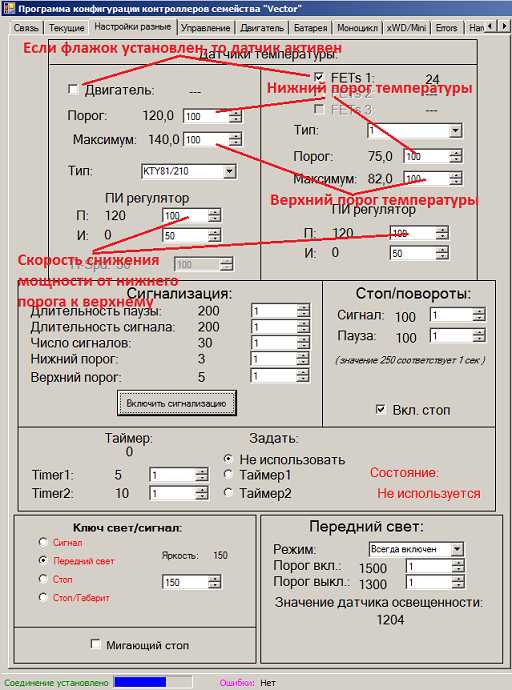 Программа конфигурации контроллеров семейства "Vector"
Связь Текущие Настройки разные Управление Двигатель Батарея Моноцикл xWD/Mini Errors Har
Если флажок установлен, то датчик активен
Датчики температуры:
Двигатель: ---
FETs 1: 24
FETs 2: ---
FETs 3: ---
Нижний порог температуры
Порог: 120,0 100
Максимум: 140,0 100
Тип: 1
Порог: 75,0 100
Максимум: 82,0 100
Тип: KTY81/210
Верхний порог температуры
ПИ регулятор
П: 120 100
И: 0 50
ПИ регулятор
П: 120 100
И: 0 50
Скорость снижения
мощности от нижнего
порога к верхнему
50 100
Сигнализация:
Длительность паузы: 200 1
Длительность сигнала: 200 1
Число сигналов: 30 1
Нижний порог: 3 1
Верхний порог: 5 1
Включить сигнализацию
Стоп/повороты:
Сигнал: 100 1
Пауза: 100 1
( значение 250 соответствует 1 сек )
Вкл. стоп
Таймер:
0
Timer1: 5 1
Timer2: 10 1
Задать:
Не использовать
Таймер1
Таймер2
Состояние:
Не используется
Ключ свет/сигнал:
Сигнал
Передний свет
Стоп
Стоп/Габарит
Яркость: 150
150
Мигающий стоп
Передний свет:
Режим: Всегда включен
Порог вкл.: 1500 1
Порог выкл.: 1300 1
Значение датчика освещенности:
1204
Соединение установлено Ошибки: Нет